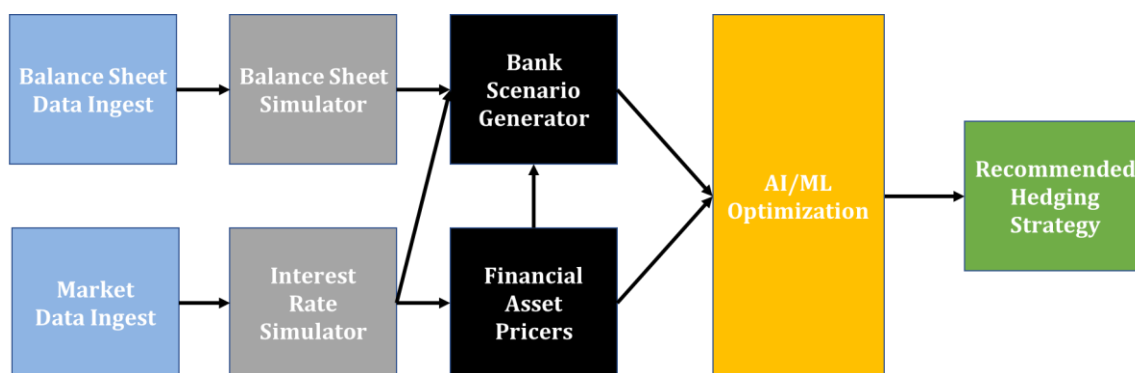 Balance Sheet
Data Ingest
Balance Sheet
Simulator
Bank
Scenario
Generator
AI/ML
Optimization
Recommended
Hedging
Strategy
Market
Data Ingest
Interest
Rate
Simulator
Financial
Asset
Pricers